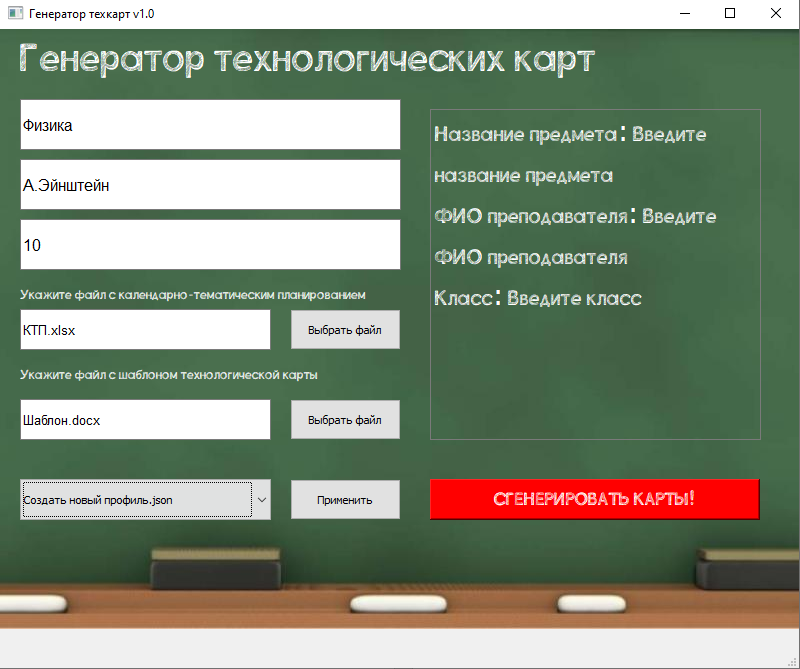 Генератор техкарт v1.0
Генератор технологических карт
Физика
А.Эйнштейн
10
Укажите файл с календарно-тематическим планированием
КТП.xlsx
Выбрать файл
Укажите файл с шаблоном технологической карты
Шаблон.docx
Выбрать файл
Создать новый профиль.json
Применить
Название предмета: Введите
название предмета
ФИО преподавателя: Введите
ФИО преподавателя
Класс: Введите класс
СГЕНЕРИРОВАТЬ КАРТЫ!